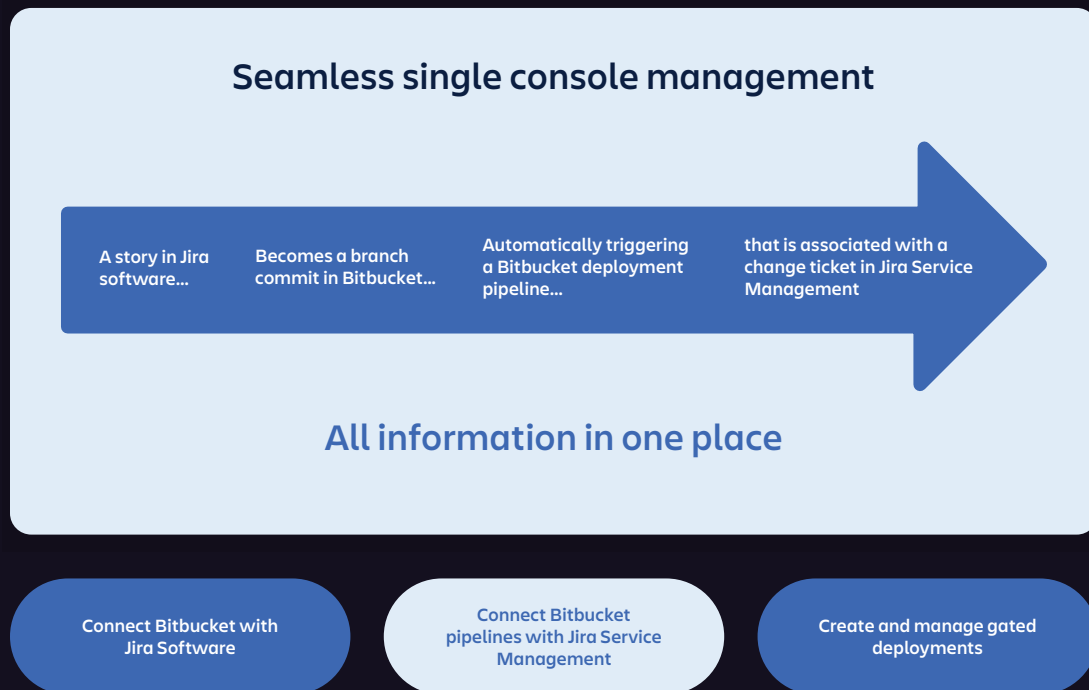 Seamless single console management
A story in Jira
software...
Becomes a branch
commit in Bitbucket...
Automatically triggering
a Bitbucket deployment
pipeline...
that is associated with a
change ticket in Jira Service
Management
All information in one place
Connect Bitbucket with
Jira Software
Connect Bitbucket
pipelines with Jira Service
Management
Create and manage gated
deployments